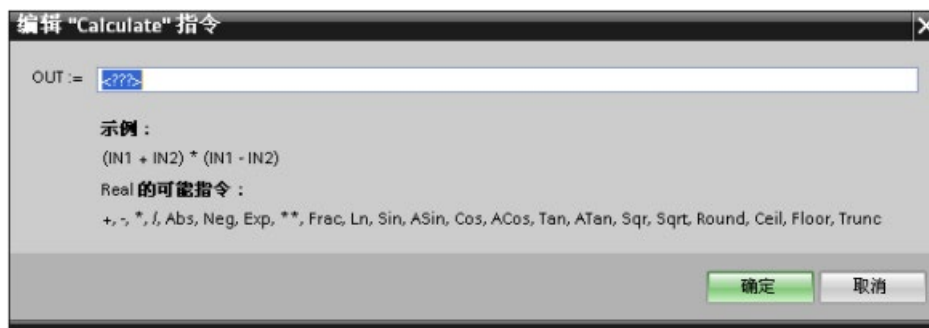 编辑 "Calculate" 指令
OUT := <???>
示例：
(IN1 + IN2) * (IN1 - IN2)
Real 的可能指令：
+, -, *, /, Abs, Neg, Exp, **, Frac, Ln, Sin, ASin, Cos, ACos, Tan, ATan, Sqr, Sqrt, Round, Ceil, Floor, Trunc
确定
取消